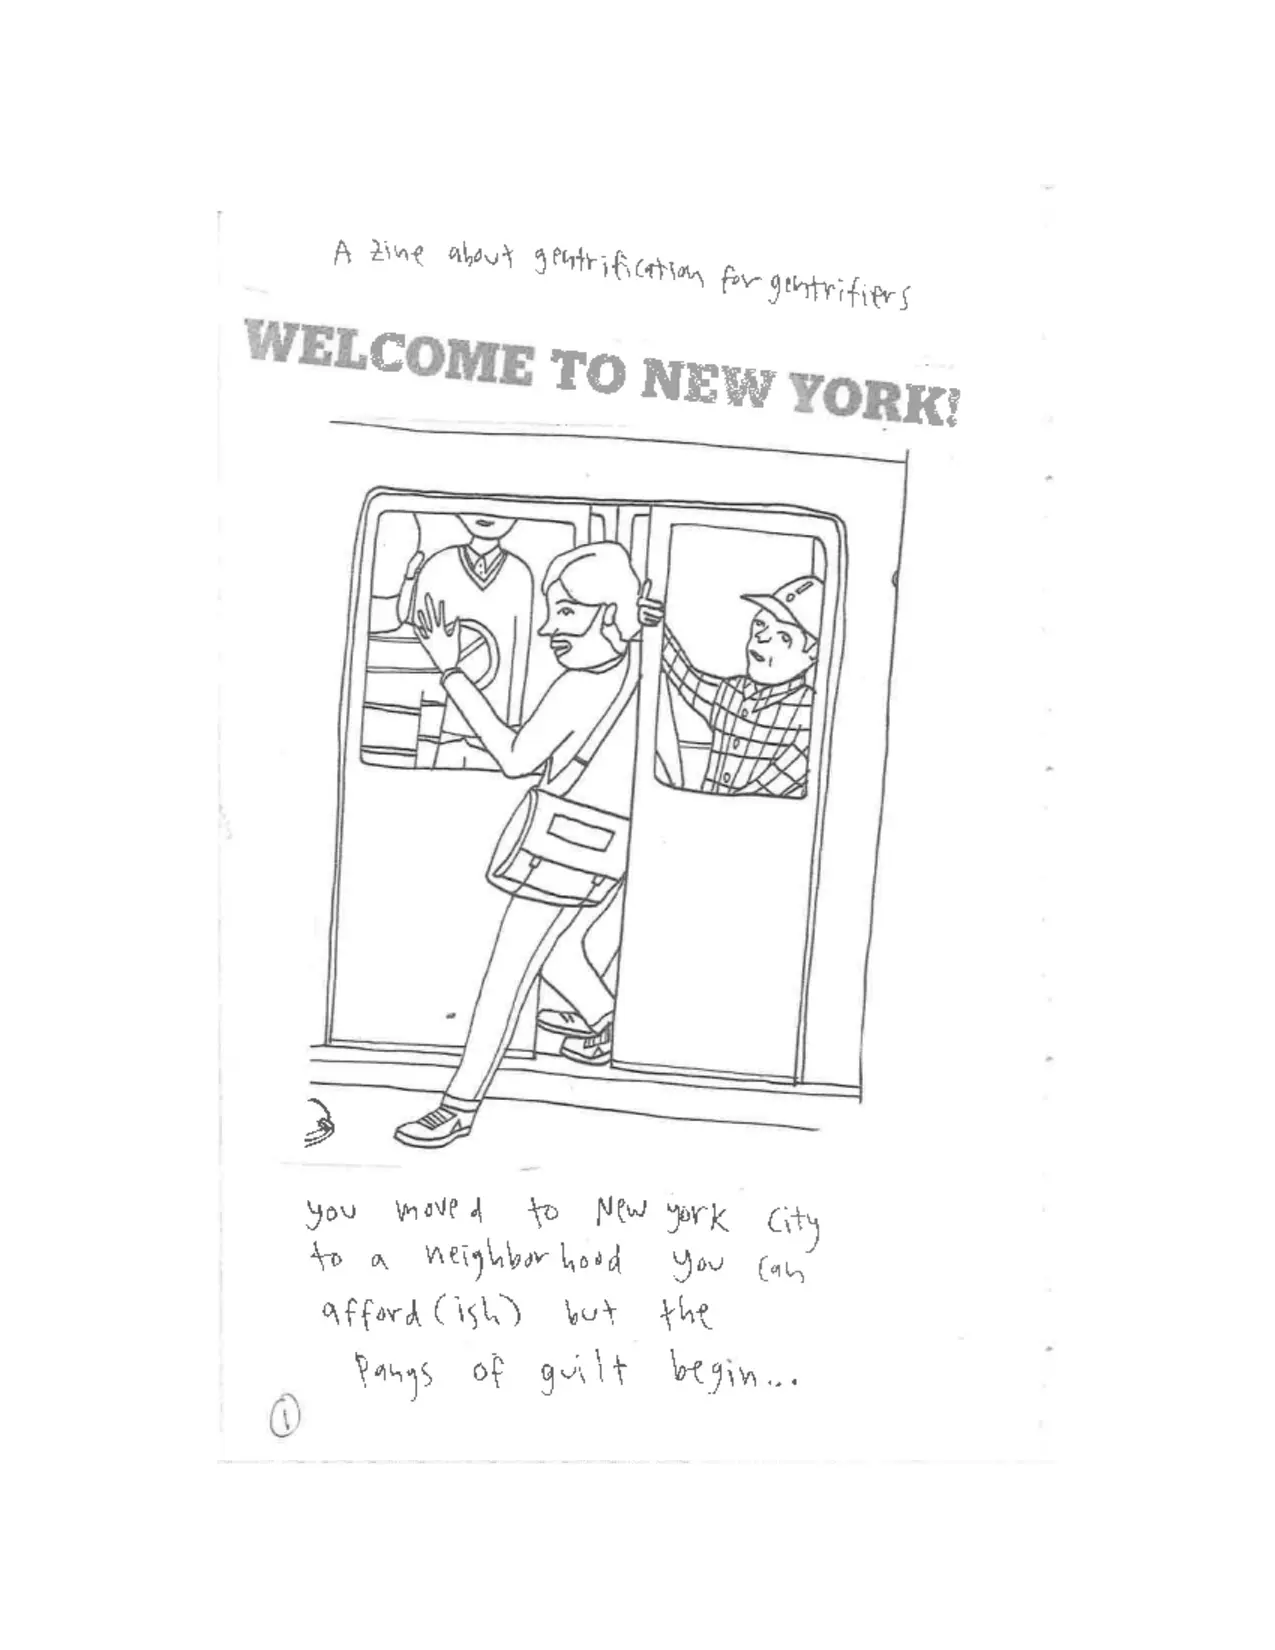 A zine about gentrification for gentrifiers
WELCOME TO NEW YORK!
you moved to New york City
to a neighborhood you can
afford(ish) but the
Pangs of guilt begin...
1